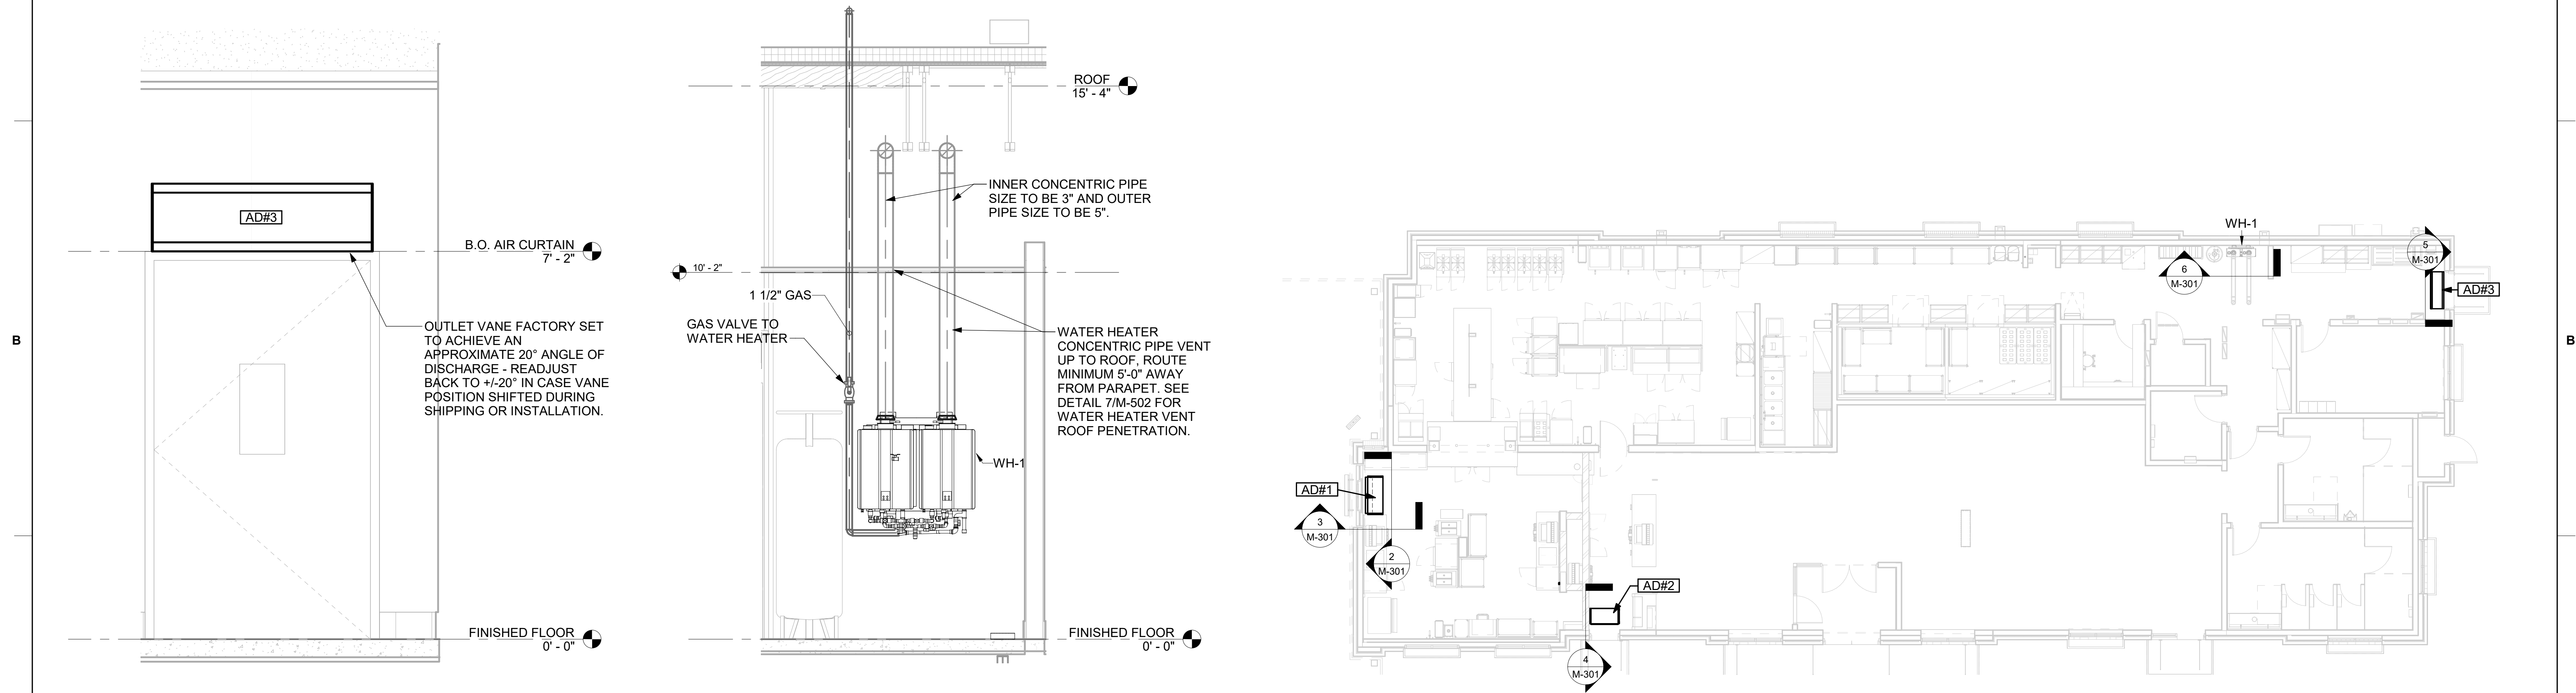 B
AD#3
B.O. AIR CURTAIN
7' - 2"
OUTLET VANE FACTORY SET
TO ACHIEVE AN
APPROXIMATE 20° ANGLE OF
DISCHARGE - READJUST
BACK TO +/-20° IN CASE VANE
POSITION SHIFTED DURING
SHIPPING OR INSTALLATION.
FINISHED FLOOR
0' - 0"
ROOF
15' - 4"
INNER CONCENTRIC PIPE
SIZE TO BE 3" AND OUTER
PIPE SIZE TO BE 5".
10' - 2"
1 1/2" GAS
GAS VALVE TO
WATER HEATER
WATER HEATER
CONCENTRIC PIPE VENT
UP TO ROOF, ROUTE
MINIMUM 5'-0" AWAY
FROM PARAPET. SEE
DETAIL 7/M-502 FOR
WATER HEATER VENT
ROOF PENETRATION.
WH-1
FINISHED FLOOR
0' - 0"
WH-1
5
M-301
6
M-301
AD#3
AD#1
3
M-301
2
M-301
AD#2
4
M-301
B